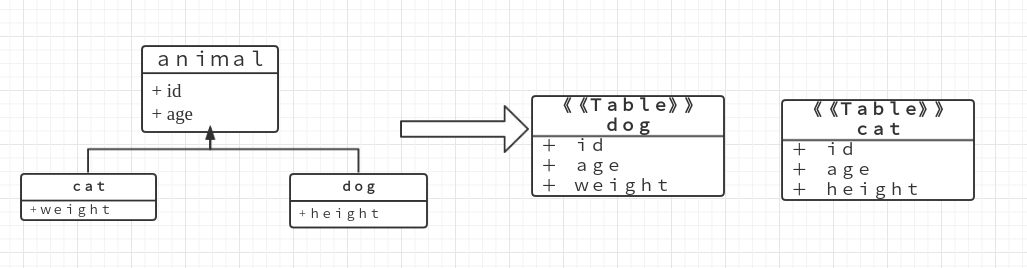 animal
+ id
+ age
cat
+weight
dog
+height
《《Table》》
dog
+ id
+ age
+ weight
《《Table》》
cat
+ id
+ age
+ height